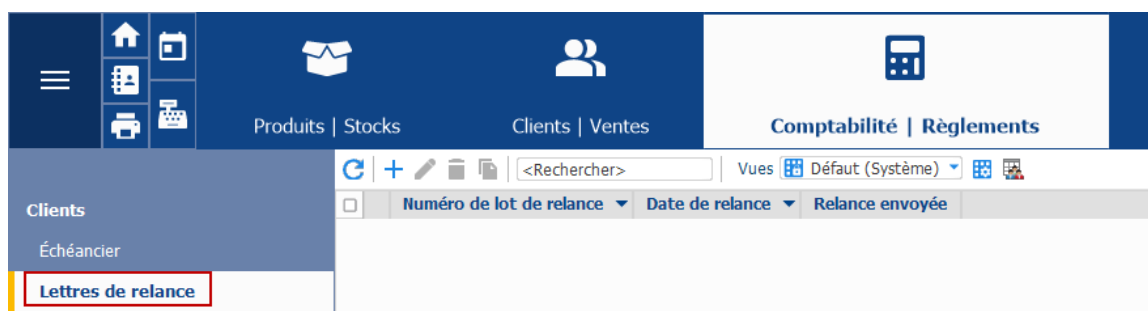 Produits | Stocks
Clients | Ventes
Comptabilité | Règlements
<Rechercher>
Vues
Défaut (Système)
Clients
Numéro de lot de relance
Date de relance
Relance envoyée
Échéancier
Lettres de relance